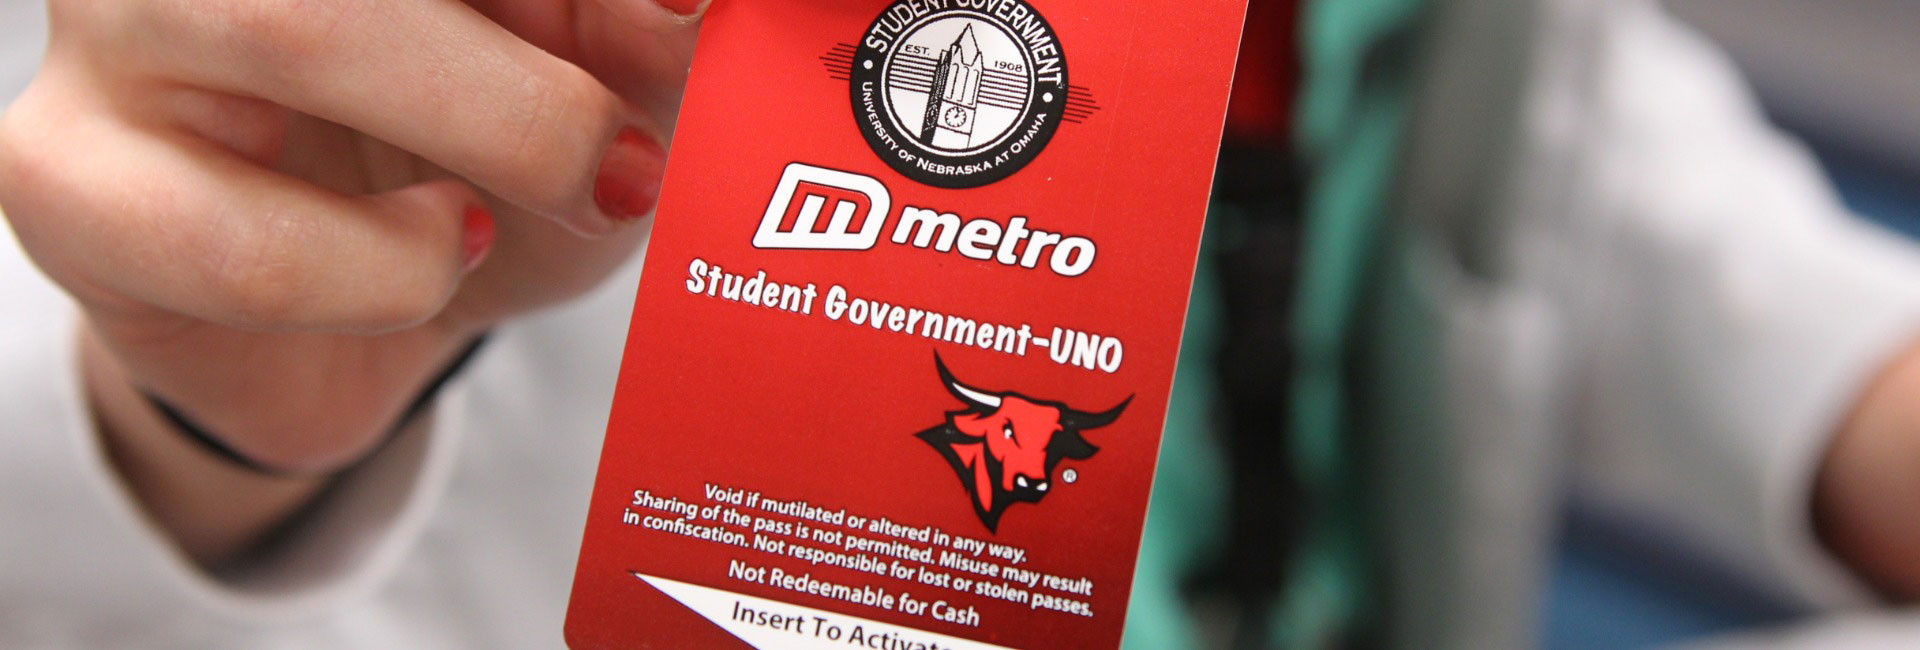 STUDENT GOVERNMENT
EST. 1908
UNIVERSITY OF NEBRASKA AT OMAHA
m metro
Student Government-UNO
®
Void if mutilated or altered in any way.
Sharing of the pass is not permitted. Misuse may result
in confiscation. Not responsible for lost or stolen passes.
Not Redeemable for Cash
Insert To Activate